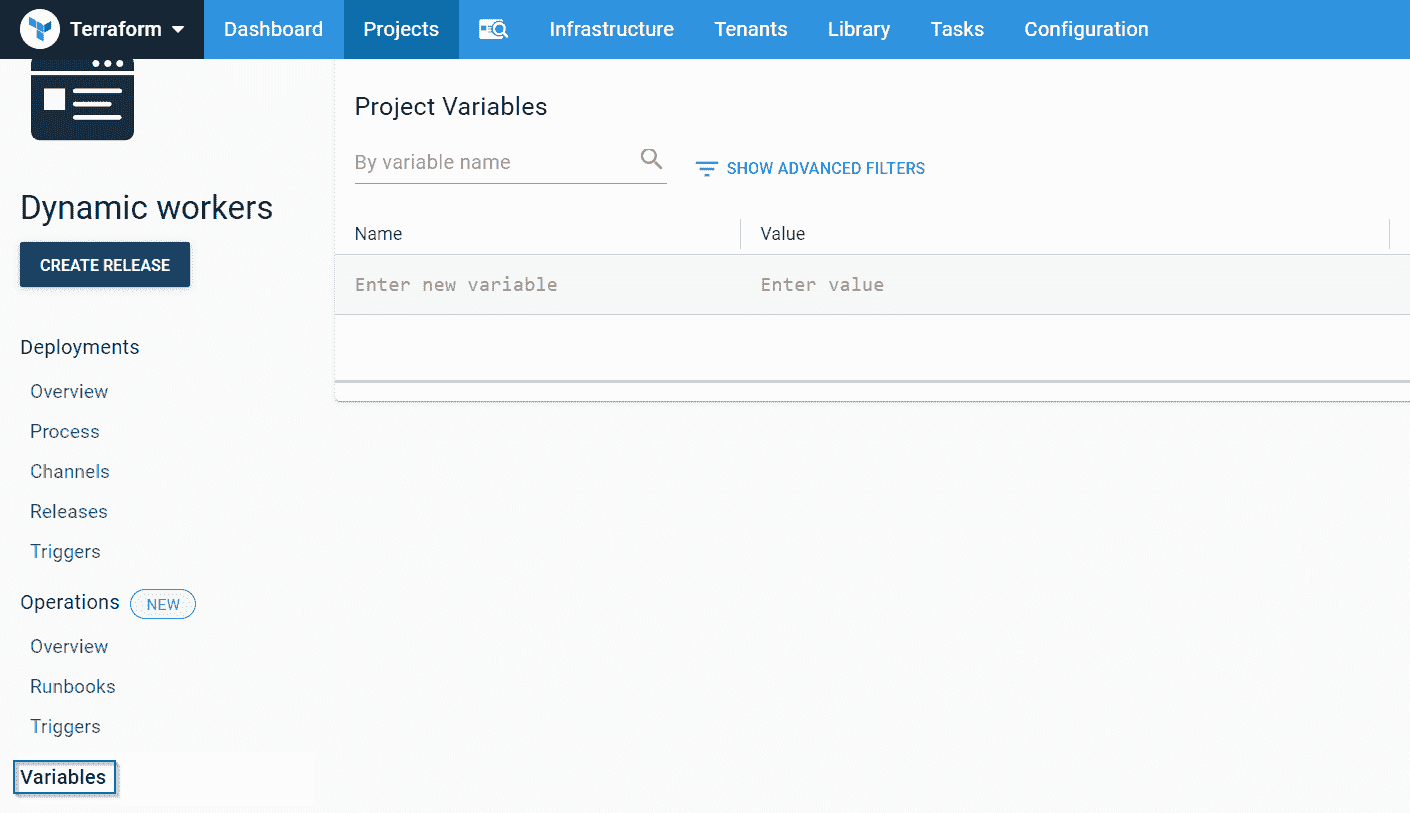 Terraform Dashboard Projects Infrastructure Tenants Library Tasks Configuration
Dynamic workers
CREATE RELEASE
Deployments
Overview
Process
Channels
Releases
Triggers
Operations NEW
Overview
Runbooks
Triggers
Variables
Project Variables
By variable name SHOW ADVANCED FILTERS
Name Value
Enter new variable Enter value